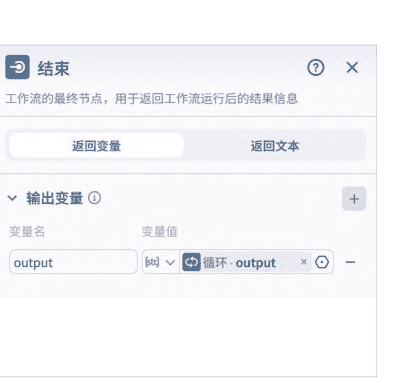 结束
工作流的最终节点，用于返回工作流运行后的结果信息
返回变量 返回文本
输出变量
变量名 变量值
output [str] 循环 - output